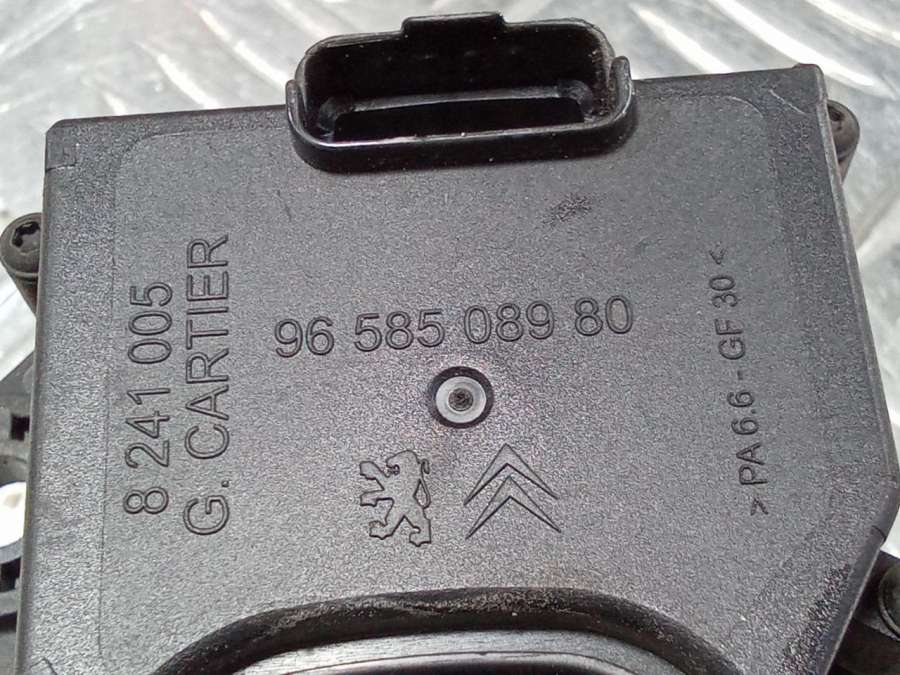 8 241 005
G. CARTIER
96 585 089 80
>PA 6.6 - GF 30<